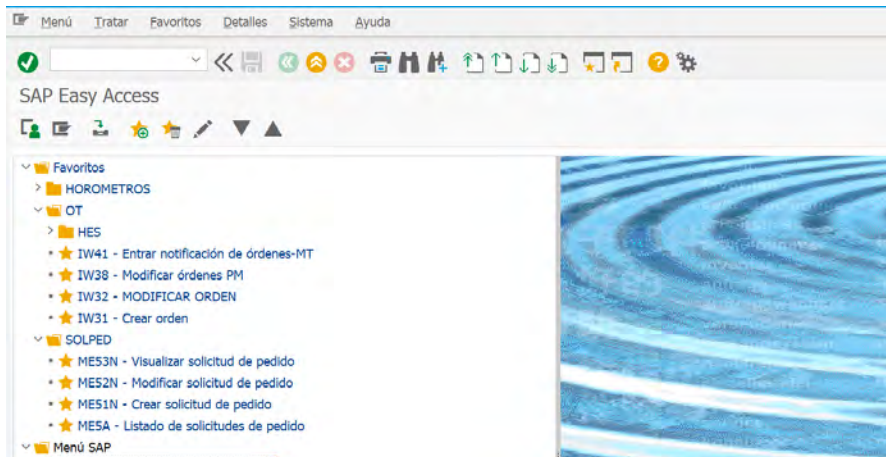 Menú Tratar Favoritos Detalles Sistema Ayuda
SAP Easy Access
Favoritos
HOROMETROS
OT
HES
IW41 - Entrar notificación de órdenes-MT
IW38 - Modificar órdenes PM
IW32 - MODIFICAR ORDEN
IW31 - Crear orden
SOLPED
ME53N - Visualizar solicitud de pedido
ME52N - Modificar solicitud de pedido
ME51N - Crear solicitud de pedido
ME5A - Listado de solicitudes de pedido
Menú SAP